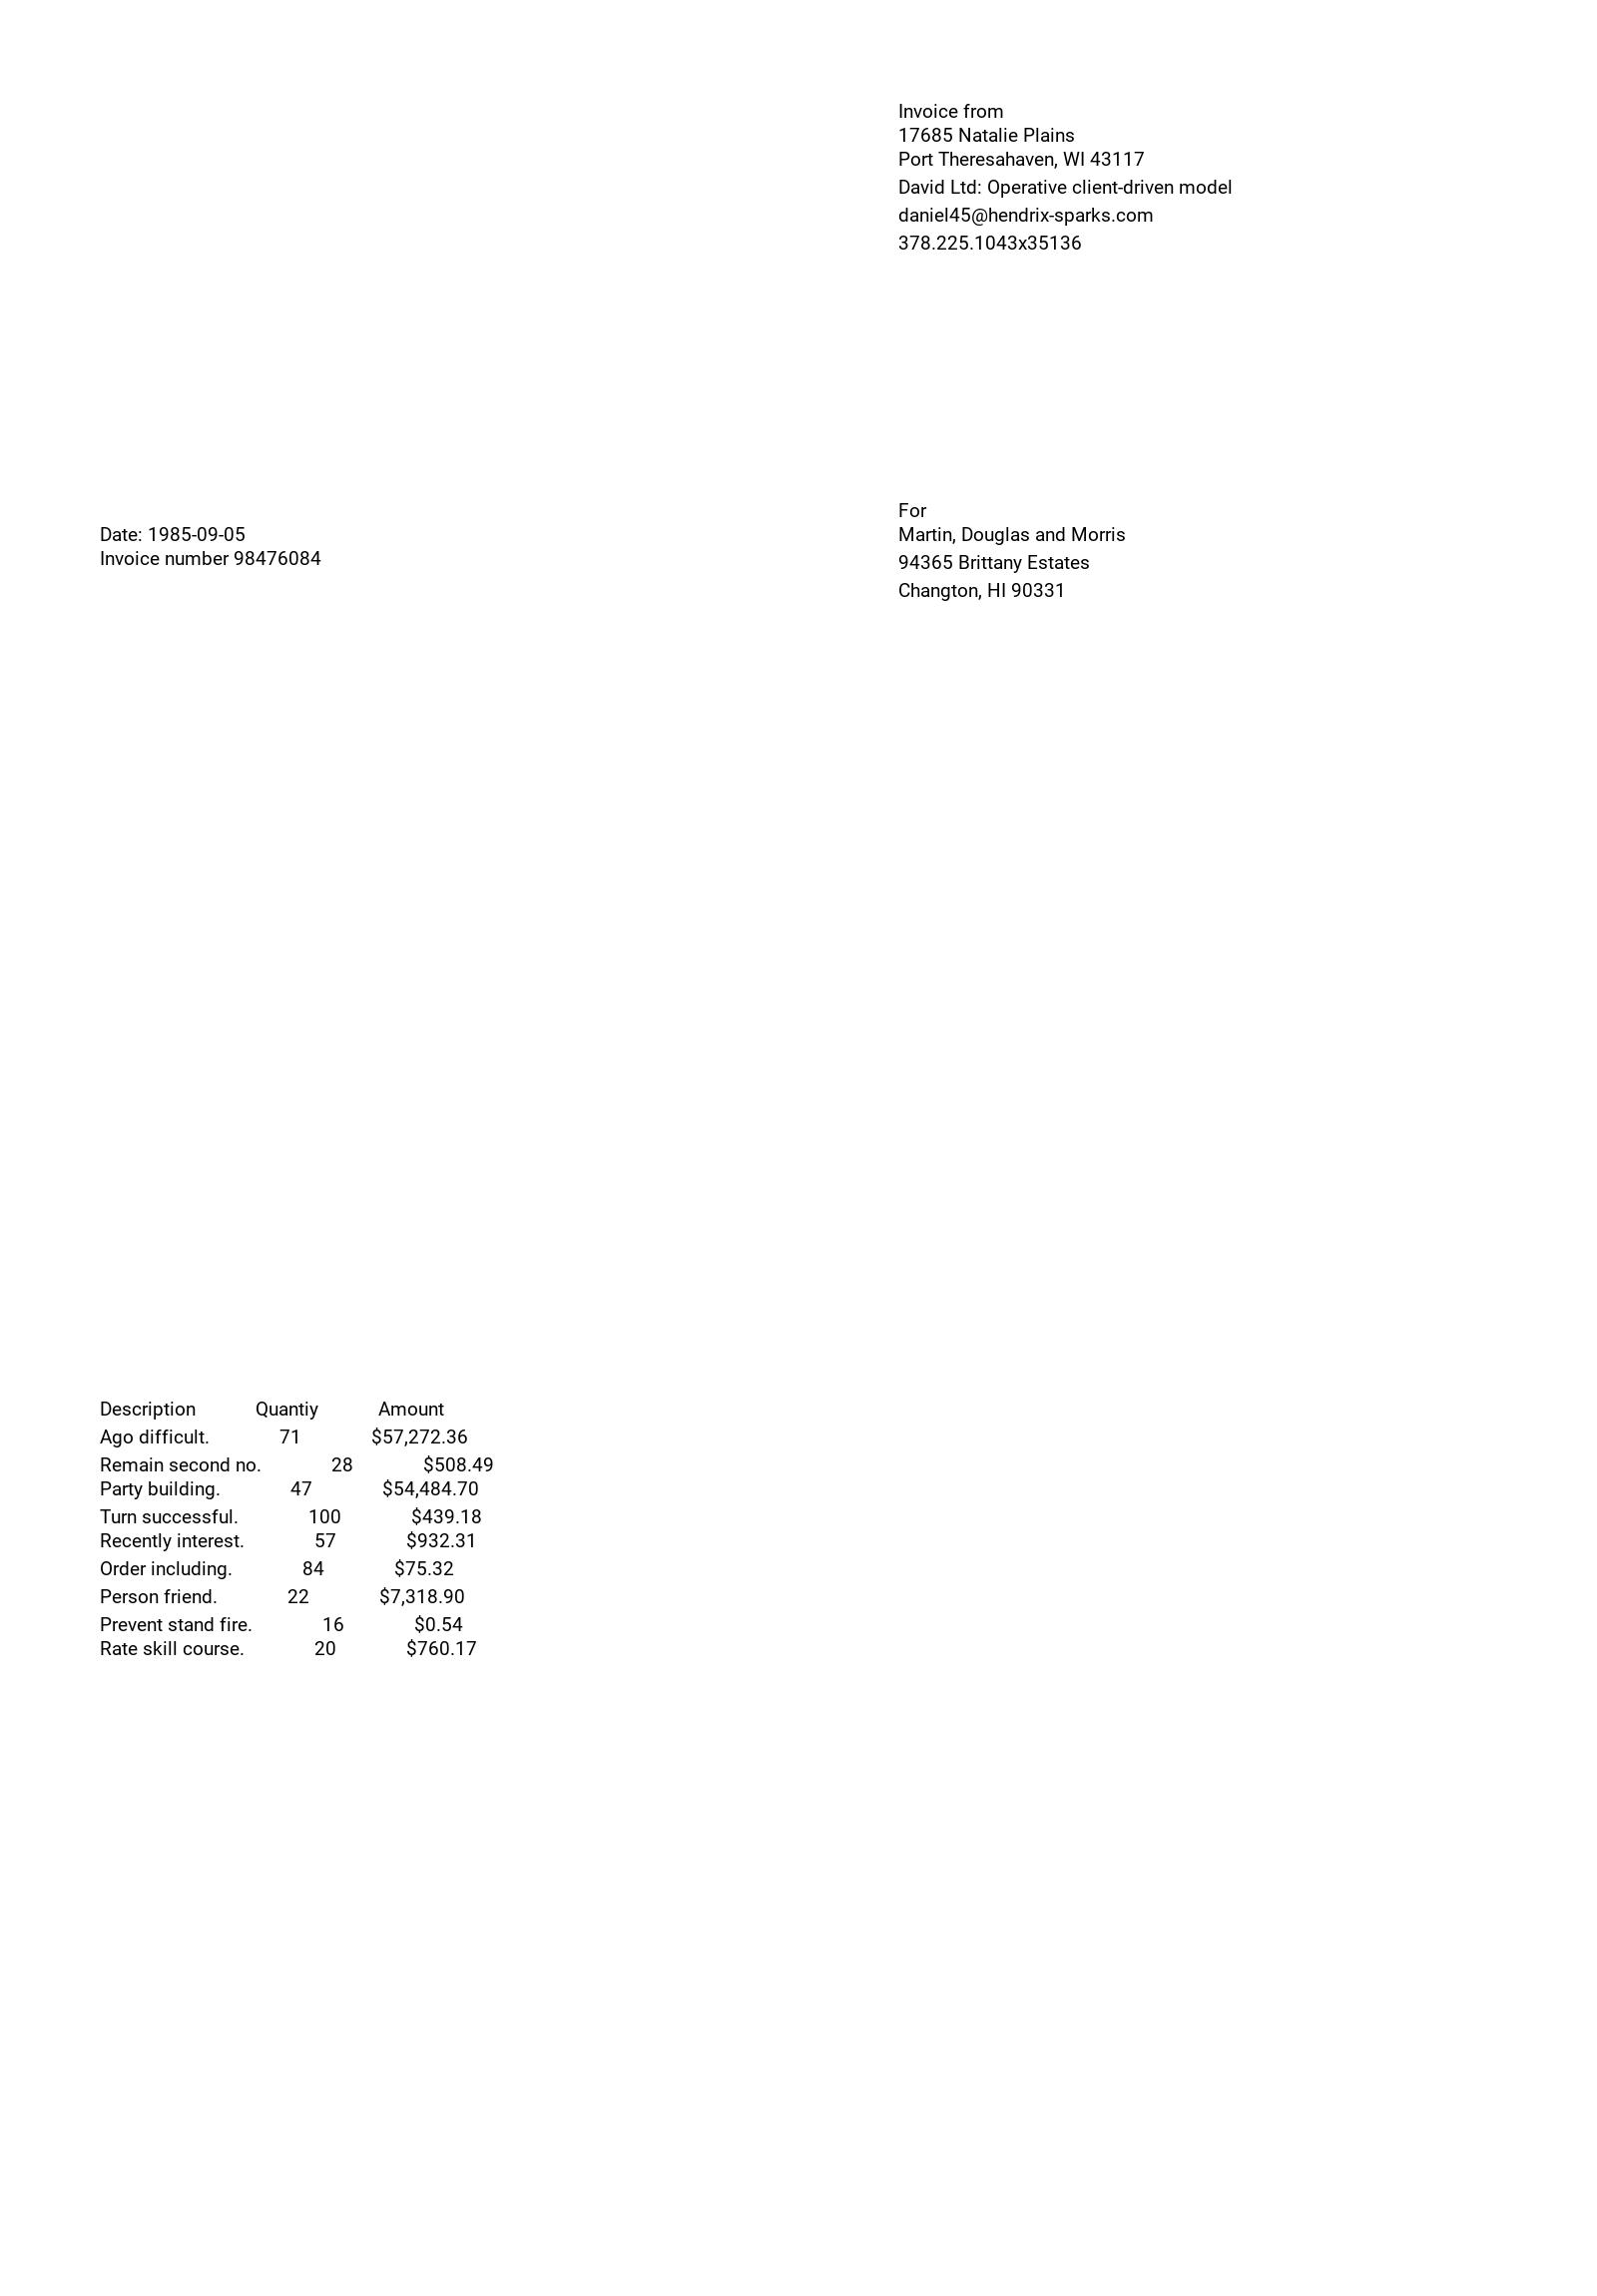 Invoice from
17685 Natalie Plains
Port Theresahaven, WI 43117
David Ltd: Operative client-driven model
daniel45@hendrix-sparks.com
378.225.1043x35136
For
Date: 1985-09-05
Invoice number 98476084
Martin, Douglas and Morris
94365 Brittany Estates
Changton, HI 90331
Description Quantiy Amount
Ago difficult. 71 $57,272.36
Remain second no. 28 $508.49
Party building. 47 $54,484.70
Turn successful. 100 $439.18
Recently interest. 57 $932.31
Order including. 84 $75.32
Person friend. 22 $7,318.90
Prevent stand fire. 16 $0.54
Rate skill course. 20 $760.17